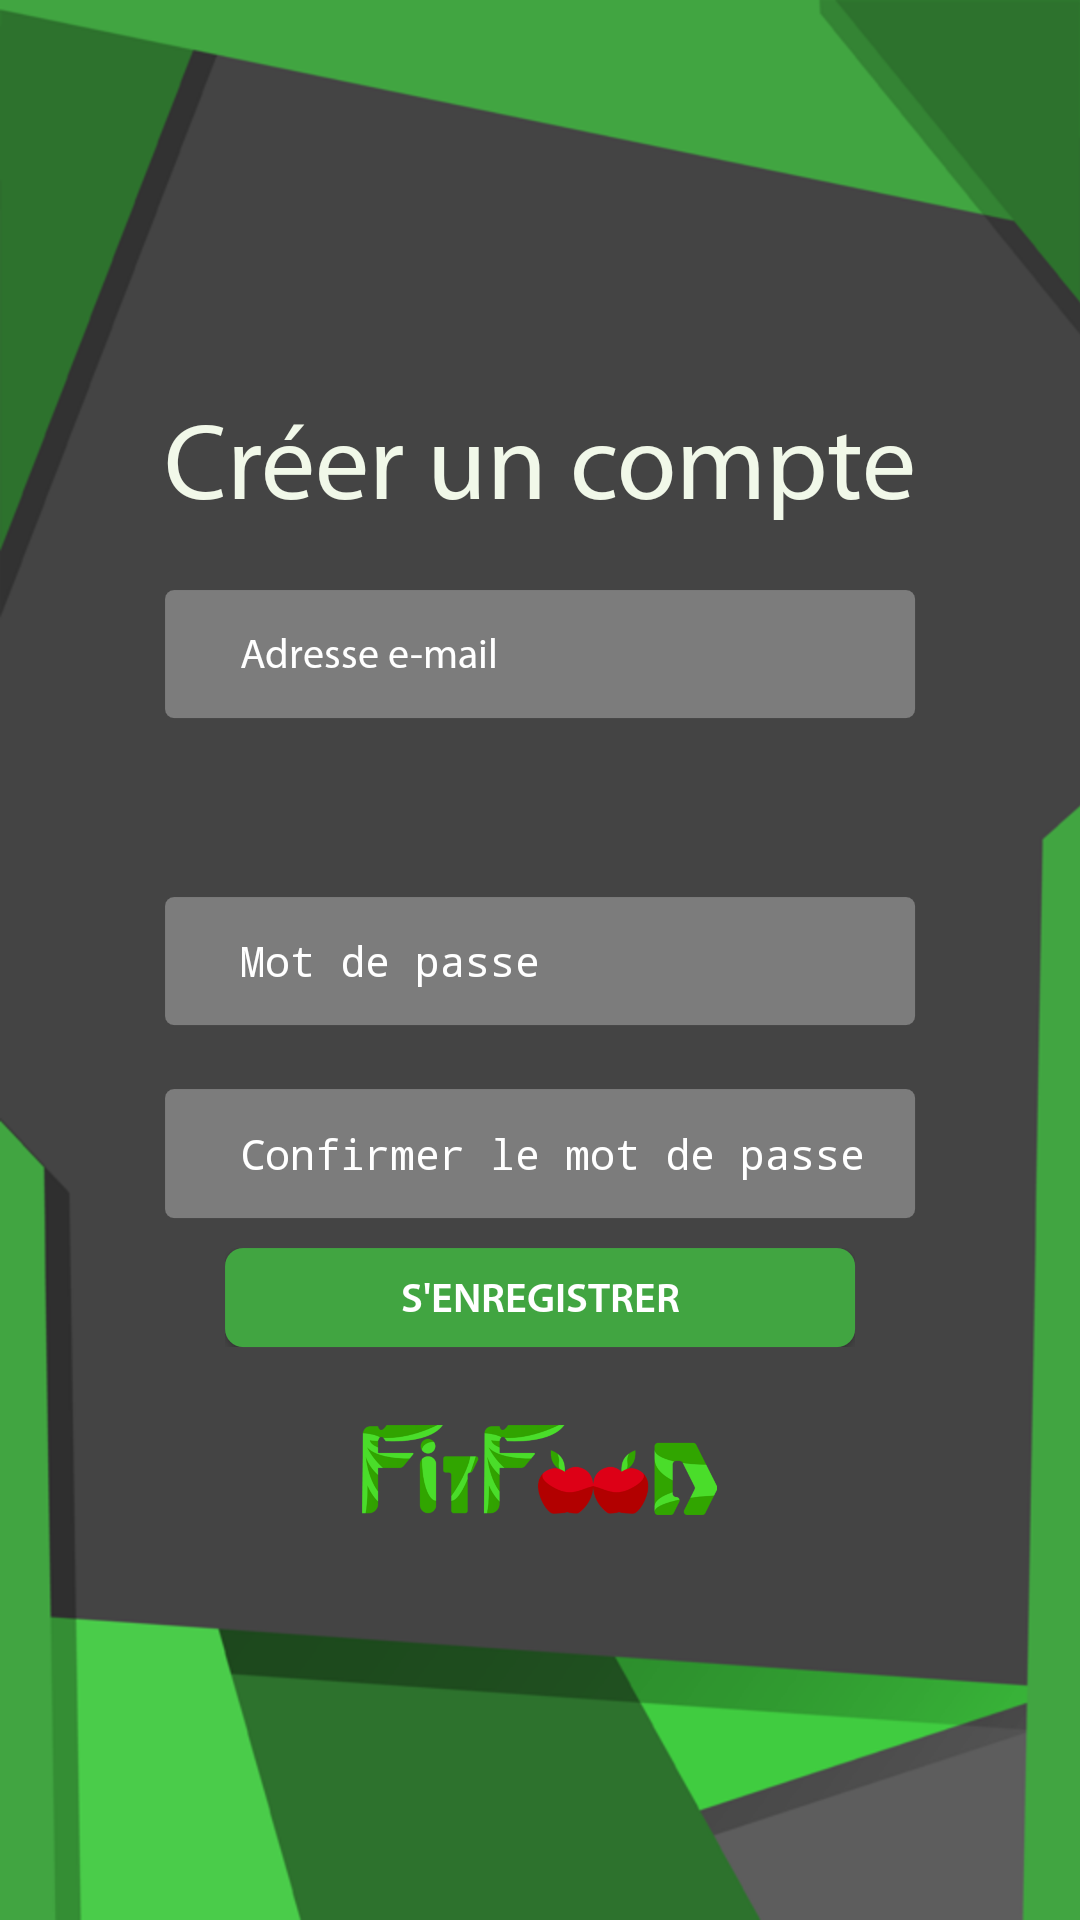 Créer un compte
Adresse e-mail
Mot de passe
Confirmer le mot de passe
S'ENREGISTRER
FitFOOD